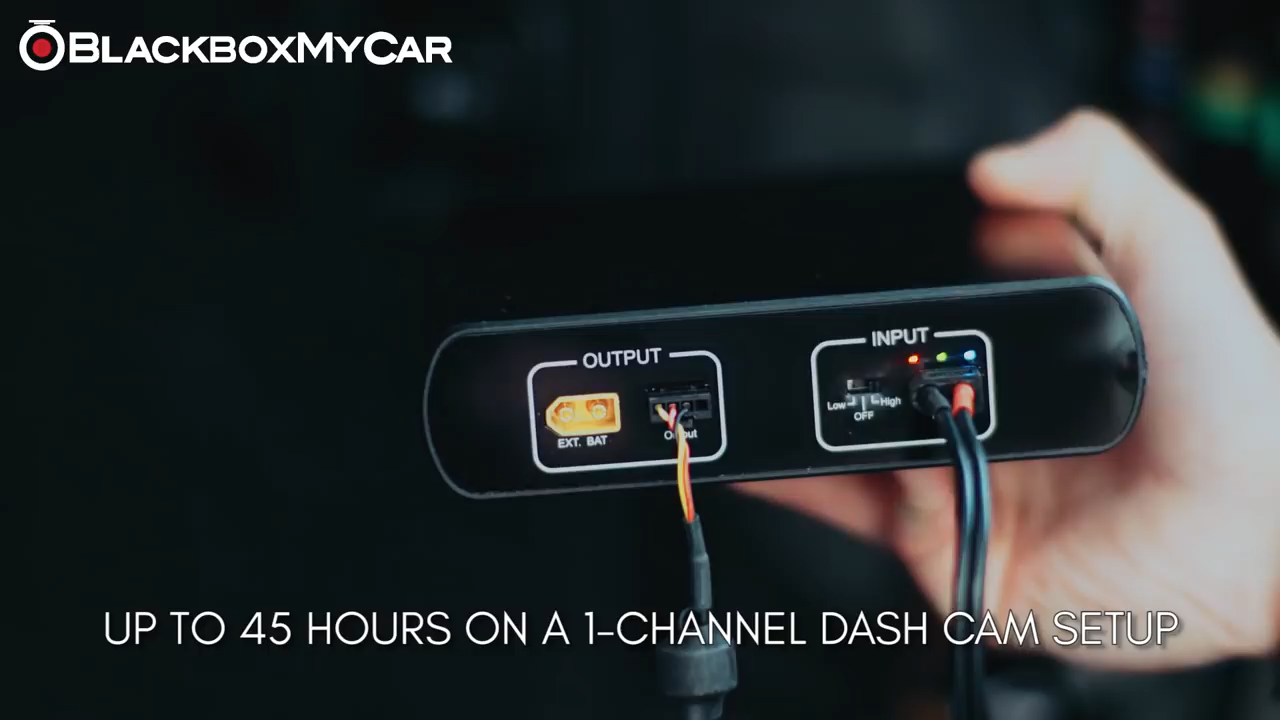 BLACKBOXMYCAR
OUTPUT
EXT. BAT
Output
INPUT
Low
OFF
High
UP TO 45 HOURS ON A 1-CHANNEL DASH CAM SETUP